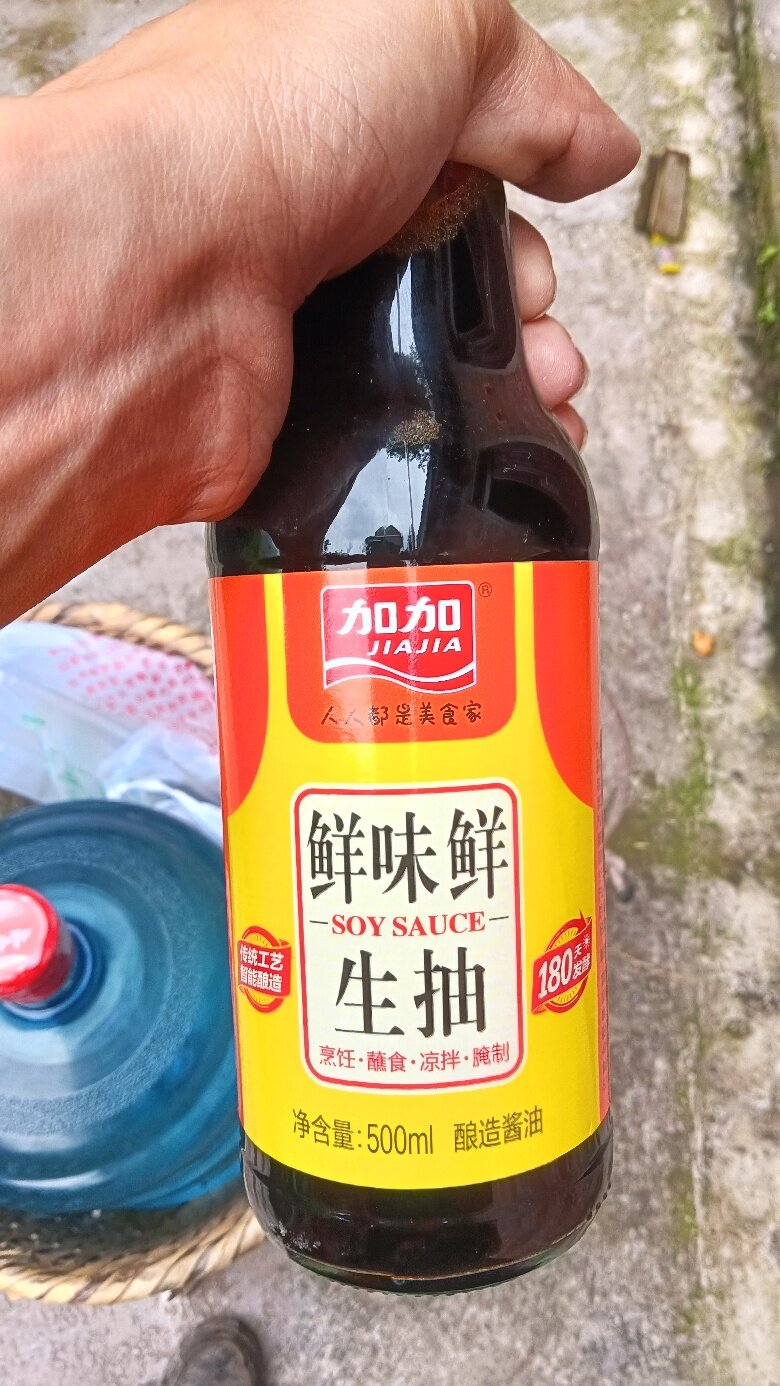 加加
JIAJIA
®
人人都是美食家
鲜味鲜
SOY SAUCE
生抽
烹饪·蘸食·凉拌·腌制
传统工艺
智能酿造
180天
发酵
净含量:500ml 酿造酱油